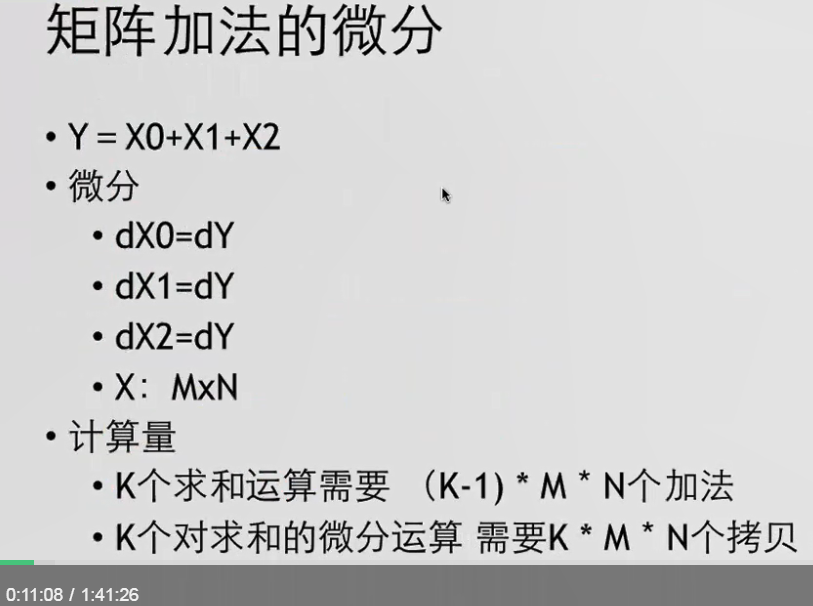 矩阵加法的微分
• Y = X0+X1+X2
• 微分
• dX0=dY
• dX1=dY
• dX2=dY
• X：MxN
• 计算量
• K个求和运算需要 （K-1) * M * N个加法
• K个对求和的微分运算 需要K * M * N个拷贝
0:11:08 / 1:41:26